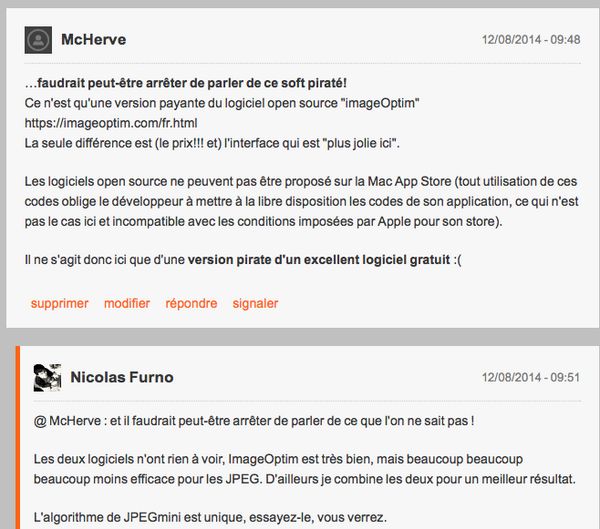 McHerve
12/08/2014 - 09:48
...faudrait peut-être arrêter de parler de ce soft piraté!
Ce n'est qu'une version payante du logiciel open source "imageOptim"
https://imageoptim.com/fr.html
La seule différence est (le prix!!! et) l'interface qui est "plus jolie ici".
Les logiciels open source ne peuvent pas être proposé sur la Mac App Store (tout utilisation de ces
codes oblige le développeur à mettre à la libre disposition les codes de son application, ce qui n'est
pas le cas ici et incompatible avec les conditions imposées par Apple pour son store).
Il ne s'agit donc ici que d'une version pirate d'un excellent logiciel gratuit :(
supprimer modifier répondre signaler
Nicolas Furno
12/08/2014 - 09:51
@ McHerve : et il faudrait peut-être arrêter de parler de ce que l'on ne sait pas !
Les deux logiciels n'ont rien à voir, ImageOptim est très bien, mais beaucoup beaucoup
beaucoup moins efficace pour les JPEG. D'ailleurs je combine les deux pour un meilleur résultat.
L'algorithme de JPEGmini est unique, essayez-le, vous verrez.